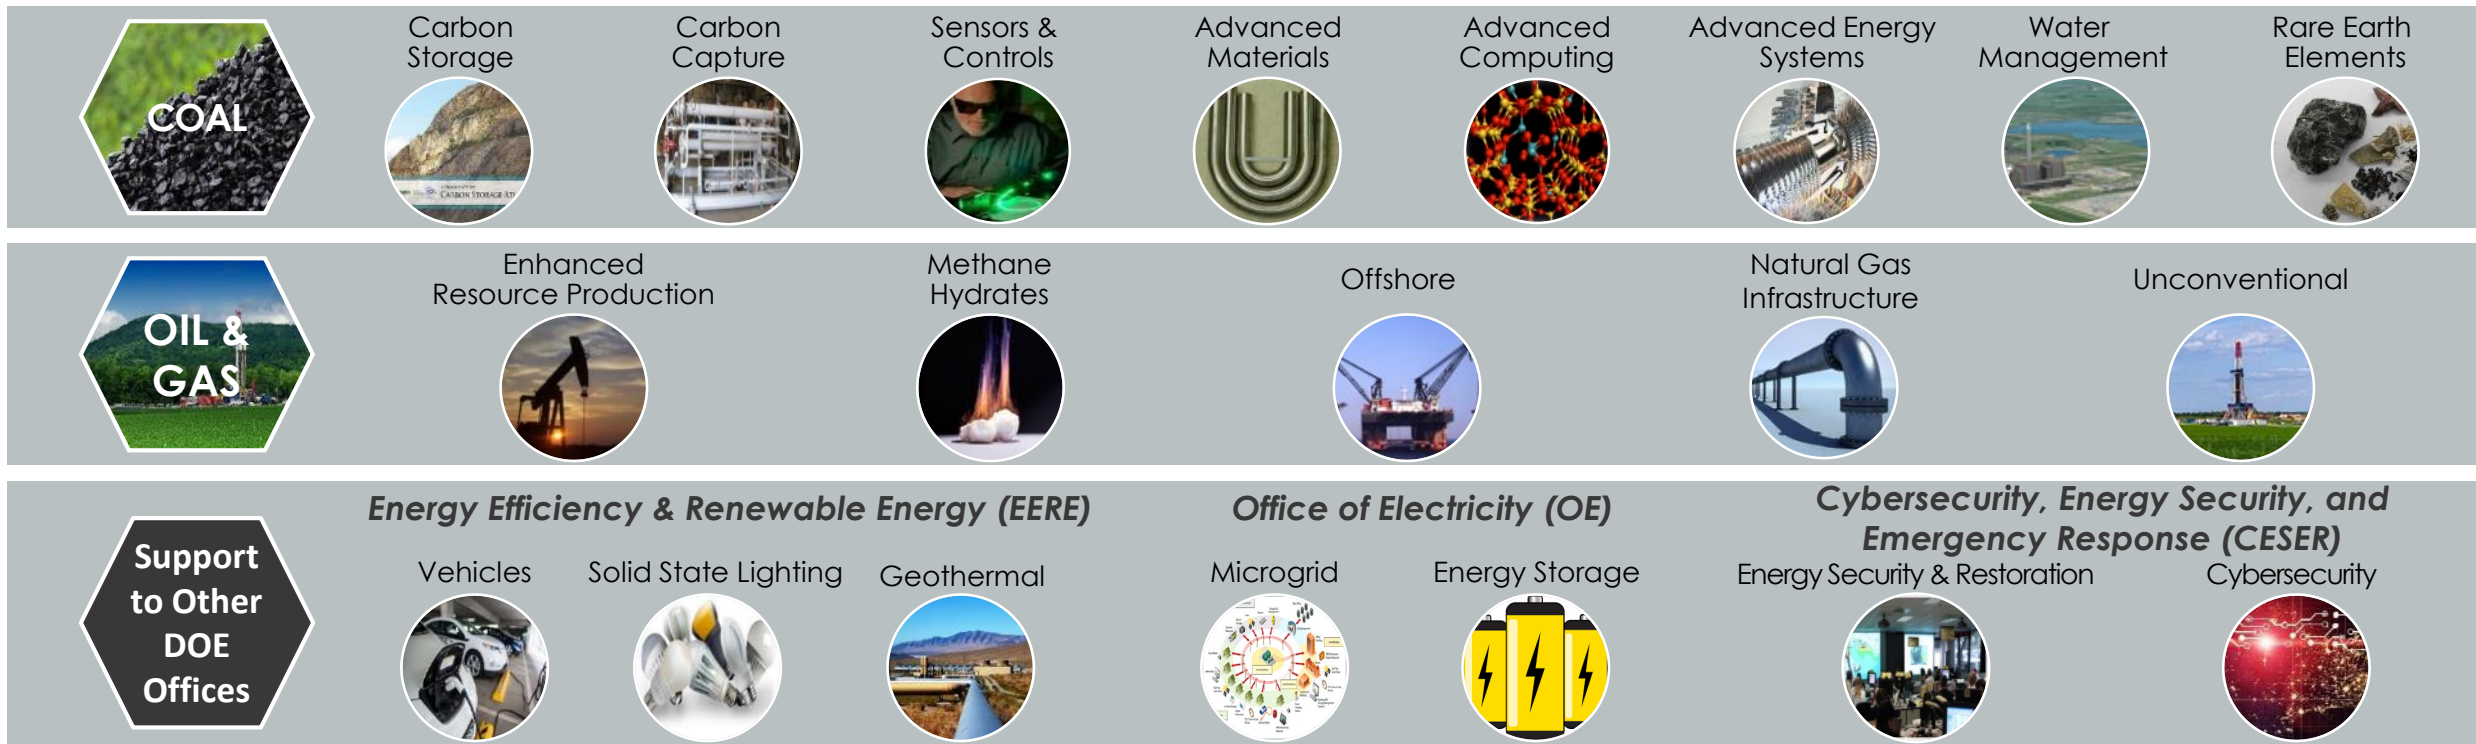 COAL
Carbon
Storage
CARBON STORAGE
Carbon
Capture
Sensors &
Controls
Advanced
Materials
Advanced
Computing
Advanced Energy
Systems
Water
Management
Rare Earth
Elements
OIL &
GAS
Enhanced
Resource Production
Methane
Hydrates
Offshore
Natural Gas
Infrastructure
Unconventional
Support
to Other
DOE
Offices
Energy Efficiency & Renewable Energy (EERE)
Vehicles
Solid State Lighting
Geothermal
Office of Electricity (OE)
Microgrid
Energy Storage
Cybersecurity, Energy Security, and
Emergency Response (CESER)
Energy Security & Restoration
Cybersecurity